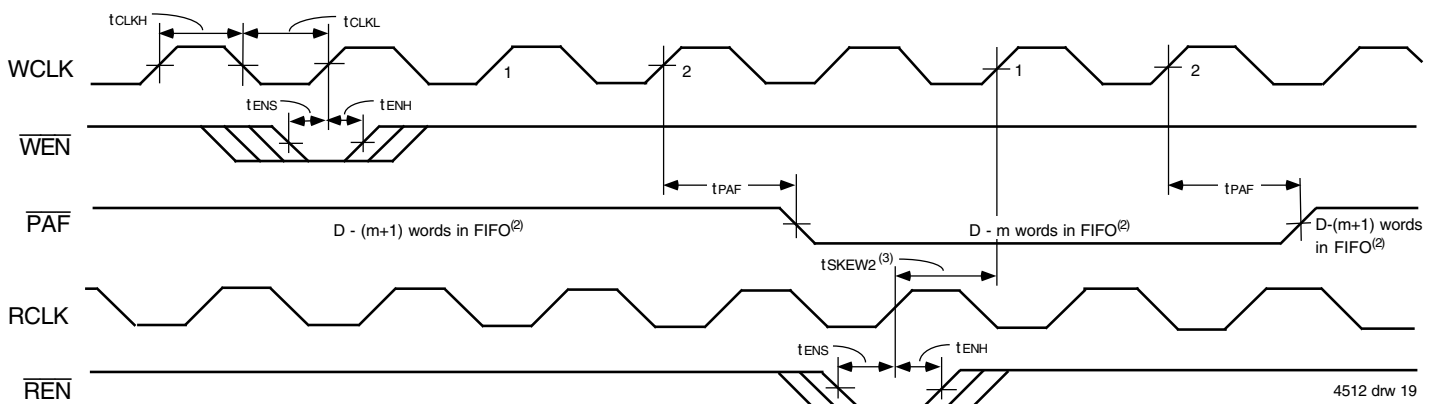 tCLKH tCLKL
WCLK 1 2 1 2
tENS tENH
WEN
tPAF tPAF
PAF D - (m+1) words in FIFO(2) D - m words in FIFO(2) D-(m+1) words
in FIFO(2)
tSKEW2(3)
RCLK
tENS tENH
REN
4512 drw 19